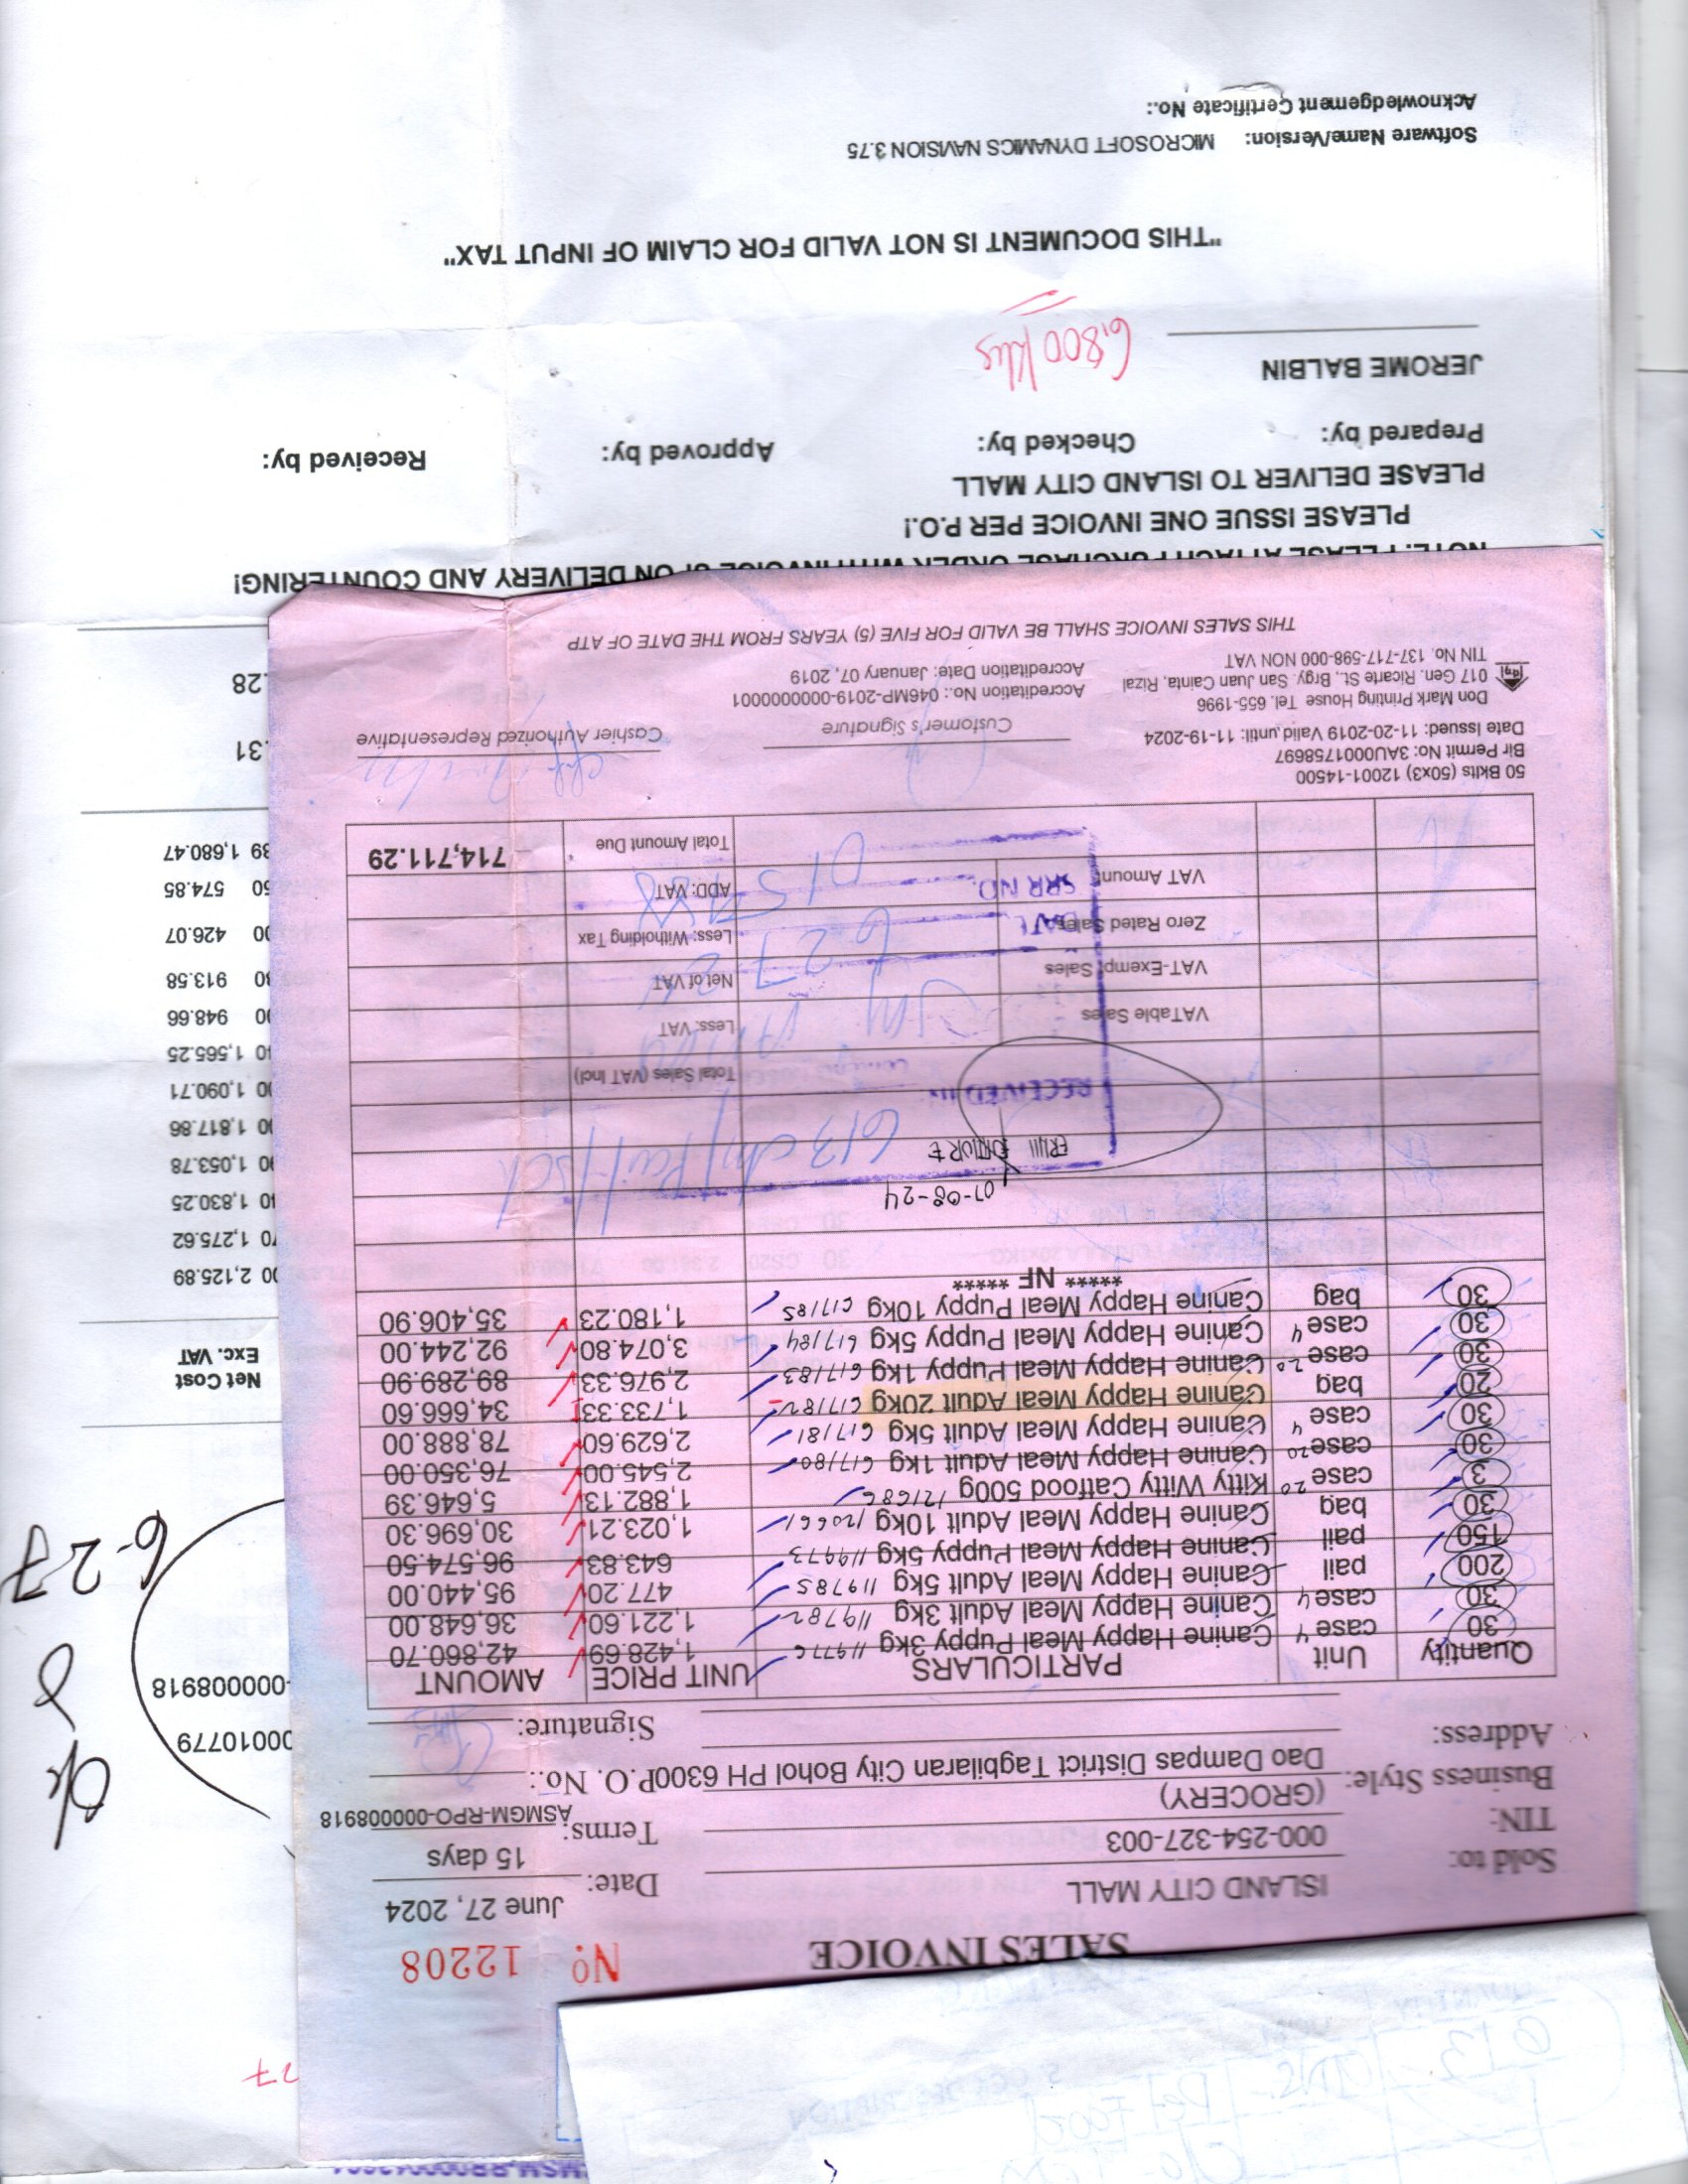 SALES INVOICE
No 12208
Sold to: ISLAND CITY MALL
Date: June 27, 2024
TIN: 000-254-327-003
Terms: 15 days
Business Style: (GROCERY)
P.O. No.: ASMGM-RPO-000008918
Address: Dao Dampas District Tagbilaran City Bohol PH 6300
Signature:
Quantity Unit PARTICULARS UNIT PRICE AMOUNT
30 case 4 Canine Happy Meal Puppy 3kg 119776 1,428.69 42,860.70
30 case 4 Canine Happy Meal Adult 3kg 119782 1,221.60 36,648.00
200 pail Canine Happy Meal Adult 5kg 119785 477.20 95,440.00
150 pail Canine Happy Meal Puppy 5kg 119973 643.83 96,574.50
30 bag Canine Happy Meal Adult 10kg 120661 1,023.21 30,696.30
3 case 20 Kitty Witty Catfood 500g 121686 1,882.13 5,646.39
30 case 20 Canine Happy Meal Adult 1kg 617180 2,545.00 76,350.00
30 case 4 Canine Happy Meal Adult 5kg 617181 2,629.60 78,888.00
20 bag Canine Happy Meal Adult 20kg 617182 1,733.33 34,666.60
30 case 20 Canine Happy Meal Puppy 1kg 617183 2,976.33 89,289.90
30 case 4 Canine Happy Meal Puppy 5kg 617184 3,074.80 92,244.00
30 bag Canine Happy Meal Puppy 10kg 617185 1,180.23 35,406.90
***** NF *****
07-08-24
RECEIVED IN
Total Sales (VAT Incl)
VATable Sales
Less: VAT
VAT-Exempt Sales
Net of VAT
Zero Rated Sales
DATE
6 27
Less: Witholding Tax
VAT Amount
SRR NO.
ADD: VAT
Total Amount Due 714,711.29
50 Bklts (50x3) 12001-14500
Bir Permit No: 3AU0001758697
Date Issued: 11-20-2019 Valid until: 11-19-2024
Customer's Signature
Cashier Authorized Representative
Don Mark Printing House Tel. 655-1996
017 Gen. Ricarte St., Brgy. San Juan Cainta, Rizal
TIN No. 137-717-598-000 NON VAT
Accreditation No.: 046MP-2019-000000001
Accreditation Date: January 07, 2019
THIS SALES INVOICE SHALL BE VALID FOR FIVE (5) YEARS FROM THE DATE OF ATP
00010779
-000008918
6-27
Net Cost
Exc. VAT
00 2,125.89
70 1,275.62
40 1,830.25
90 1,053.78
00 1,817.86
00 1,090.71
40 1,565.25
00 948.66
80 913.58
00 426.07
50 574.85
39 1,680.47
.31
.28
NOTE: PLEASE ATTACH PURCHASE ORDER WITH INVOICE UPON DELIVERY AND COUNTERING!
PLEASE ISSUE ONE INVOICE PER P.O.!
PLEASE DELIVER TO ISLAND CITY MALL
Prepared by: Checked by: Approved by: Received by:
JEROME BALBIN
6,800 kls
"THIS DOCUMENT IS NOT VALID FOR CLAIM OF INPUT TAX"
Software Name/Version: MICROSOFT DYNAMICS NAVISION 3.75
Acknowledgement Certificate No.: